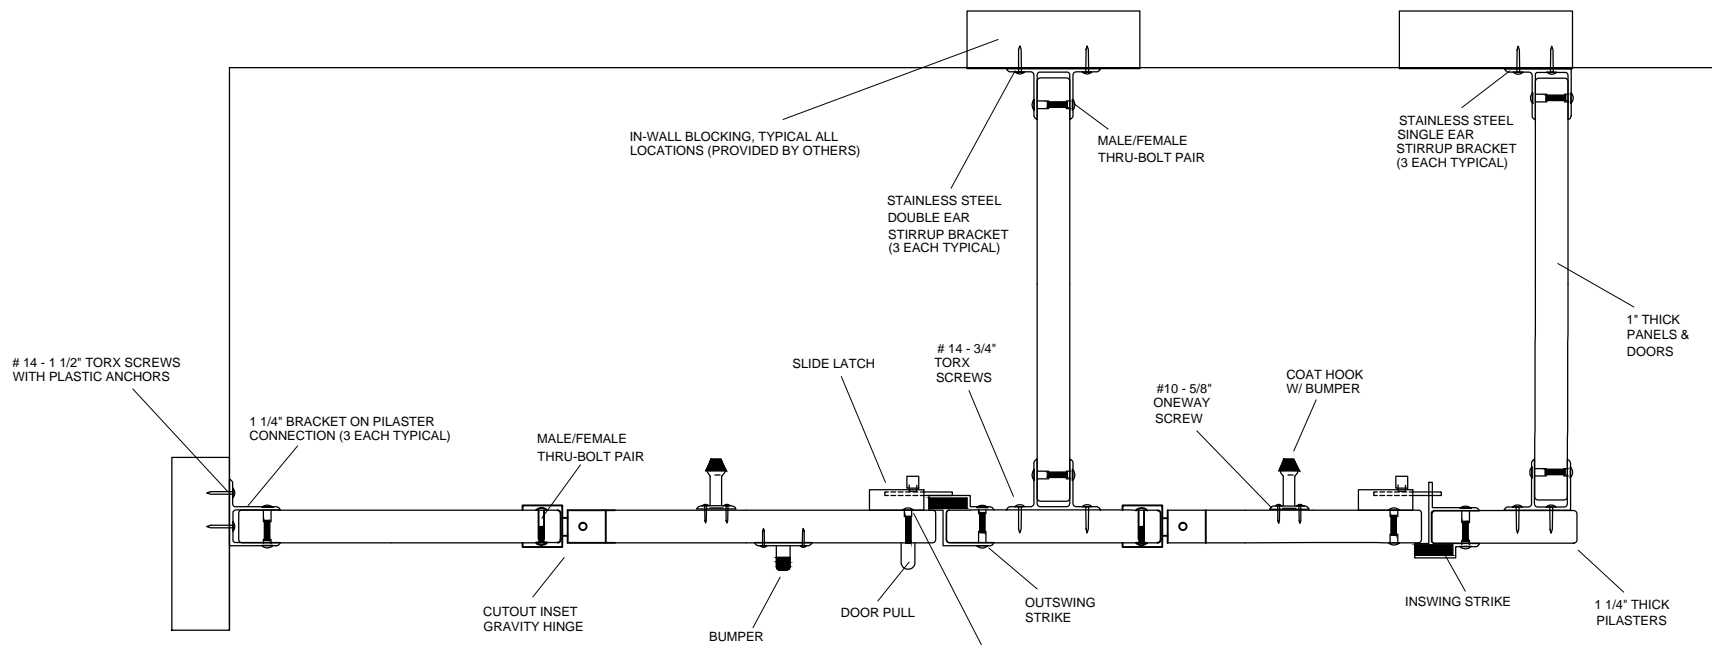 IN-WALL BLOCKING, TYPICAL ALL
LOCATIONS (PROVIDED BY OTHERS)
MALE/FEMALE
THRU-BOLT PAIR
STAINLESS STEEL
SINGLE EAR
STIRRUP BRACKET
(3 EACH TYPICAL)
STAINLESS STEEL
DOUBLE EAR
STIRRUP BRACKET
(3 EACH TYPICAL)
1" THICK
PANELS &
DOORS
# 14 - 1 1/2" TORX SCREWS
WITH PLASTIC ANCHORS
SLIDE LATCH
# 14 - 3/4"
TORX
SCREWS
#10 - 5/8"
ONEWAY
SCREW
COAT HOOK
W/ BUMPER
1 1/4" BRACKET ON PILASTER
CONNECTION (3 EACH TYPICAL)
MALE/FEMALE
THRU-BOLT PAIR
CUTOUT INSET
GRAVITY HINGE
BUMPER
DOOR PULL
OUTSWING
STRIKE
INSWING STRIKE
1 1/4" THICK
PILASTERS